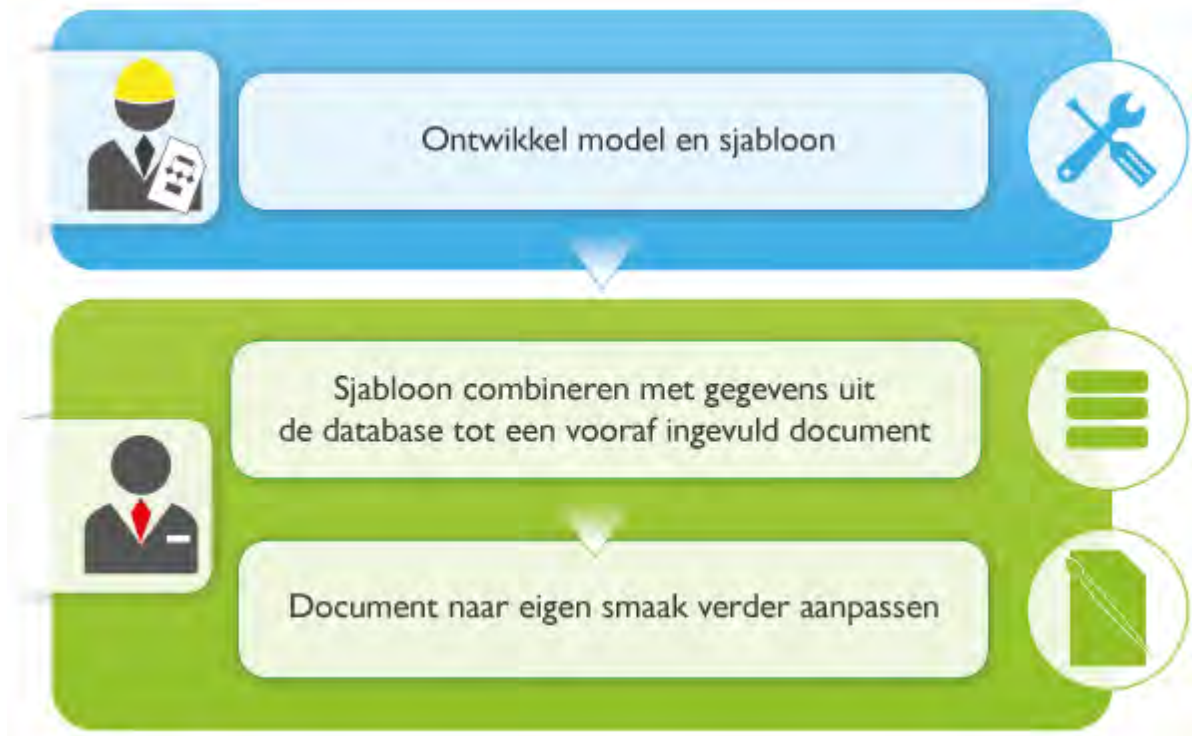 Ontwikkel model en sjabloon
Sjabloon combineren met gegevens uit
de database tot een vooraf ingevuld document
Document naar eigen smaak verder aanpassen